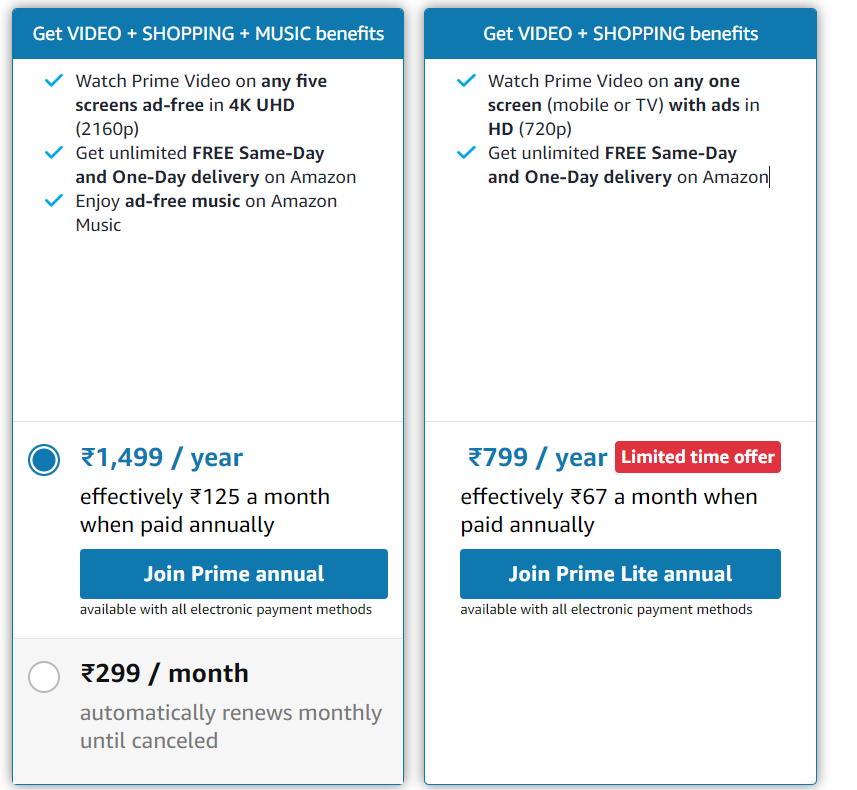 Get VIDEO + SHOPPING + MUSIC benefits
Watch Prime Video on any five
screens ad-free in 4K UHD
(2160p)
Get unlimited FREE Same-Day
and One-Day delivery on Amazon
Enjoy ad-free music on Amazon
Music
₹1,499 / year
effectively ₹125 a month
when paid annually
Join Prime annual
available with all electronic payment methods
₹299 / month
automatically renews monthly
until canceled
Get VIDEO + SHOPPING benefits
Watch Prime Video on any one
screen (mobile or TV) with ads in
HD (720p)
Get unlimited FREE Same-Day
and One-Day delivery on Amazon
₹799 / year Limited time offer
effectively ₹67 a month when
paid annually
Join Prime Lite annual
available with all electronic payment methods